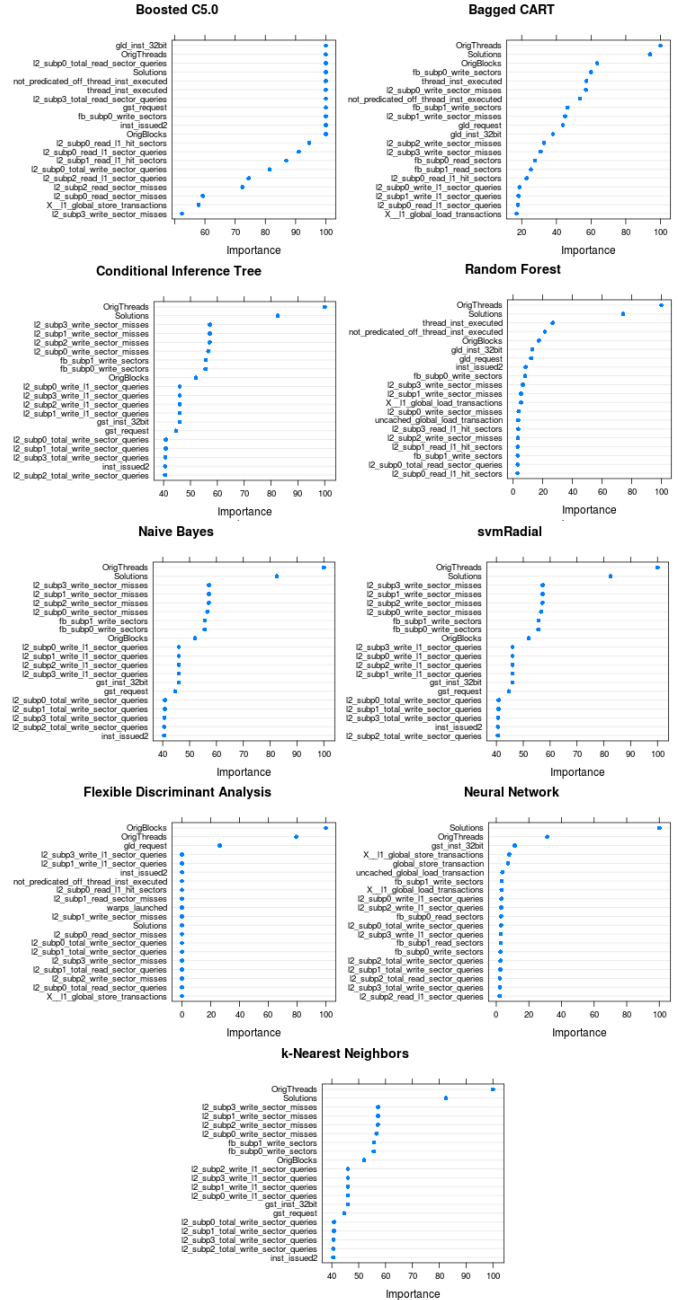 Boosted C5.0
gld_inst_32bit
OrigThreads
l2_subp0_total_read_sector_queries
Solutions
not_predicated_off_thread_inst_executed
thread_inst_executed
l2_subp3_total_read_sector_queries
gst_request
fb_subp0_write_sectors
inst_issued2
OrigBlocks
l2_subp0_read_l1_hit_sectors
l2_subp0_read_l1_sector_queries
l2_subp1_read_l1_hit_sectors
l2_subp0_total_write_sector_queries
l2_subp2_read_l1_sector_queries
l2_subp2_read_sector_misses
l2_subp0_read_sector_misses
X__l1_global_store_transactions
l2_subp3_write_sector_misses
60 70 80 90 100
Importance
Bagged CART
OrigThreads
Solutions
OrigBlocks
fb_subp0_write_sectors
thread_inst_executed
l2_subp0_write_sector_misses
not_predicated_off_thread_inst_executed
fb_subp1_write_sectors
l2_subp1_write_sector_misses
gld_request
gld_inst_32bit
l2_subp2_write_sector_misses
l2_subp3_write_sector_misses
fb_subp0_read_sectors
fb_subp1_read_sectors
l2_subp0_read_l1_hit_sectors
l2_subp0_write_l1_sector_queries
l2_subp1_write_l1_sector_queries
l2_subp0_read_l1_sector_queries
X__l1_global_load_transactions
20 40 60 80 100
Importance
Conditional Inference Tree
OrigThreads
Solutions
l2_subp3_write_sector_misses
l2_subp1_write_sector_misses
l2_subp2_write_sector_misses
l2_subp0_write_sector_misses
fb_subp1_write_sectors
fb_subp0_write_sectors
OrigBlocks
l2_subp0_write_l1_sector_queries
l2_subp3_write_l1_sector_queries
l2_subp2_write_l1_sector_queries
l2_subp1_write_l1_sector_queries
gst_inst_32bit
gst_request
l2_subp0_total_write_sector_queries
l2_subp1_total_write_sector_queries
l2_subp3_total_write_sector_queries
inst_issued2
l2_subp2_total_write_sector_queries
40 50 60 70 80 90 100
Importance
Random Forest
OrigThreads
Solutions
thread_inst_executed
not_predicated_off_thread_inst_executed
OrigBlocks
gld_inst_32bit
gld_request
inst_issued2
fb_subp0_write_sectors
l2_subp3_write_sector_misses
l2_subp1_write_sector_misses
X__l1_global_load_transactions
l2_subp0_write_sector_misses
uncached_global_load_transaction
l2_subp3_read_l1_hit_sectors
l2_subp2_write_sector_misses
l2_subp1_read_l1_hit_sectors
fb_subp1_write_sectors
l2_subp0_total_read_sector_queries
l2_subp0_read_l1_hit_sectors
0 20 40 60 80 100
Importance
Naive Bayes
OrigThreads
Solutions
l2_subp3_write_sector_misses
l2_subp1_write_sector_misses
l2_subp2_write_sector_misses
l2_subp0_write_sector_misses
fb_subp1_write_sectors
fb_subp0_write_sectors
OrigBlocks
l2_subp0_write_l1_sector_queries
l2_subp1_write_l1_sector_queries
l2_subp2_write_l1_sector_queries
l2_subp3_write_l1_sector_queries
gst_inst_32bit
gst_request
l2_subp0_total_write_sector_queries
l2_subp1_total_write_sector_queries
l2_subp3_total_write_sector_queries
l2_subp2_total_write_sector_queries
inst_issued2
40 50 60 70 80 90 100
Importance
svmRadial
OrigThreads
Solutions
l2_subp3_write_sector_misses
l2_subp1_write_sector_misses
l2_subp2_write_sector_misses
l2_subp0_write_sector_misses
fb_subp1_write_sectors
fb_subp0_write_sectors
OrigBlocks
l2_subp3_write_l1_sector_queries
l2_subp0_write_l1_sector_queries
l2_subp2_write_l1_sector_queries
l2_subp1_write_l1_sector_queries
gst_inst_32bit
gst_request
l2_subp0_total_write_sector_queries
l2_subp1_total_write_sector_queries
l2_subp3_total_write_sector_queries
inst_issued2
l2_subp2_total_write_sector_queries
40 50 60 70 80 90 100
Importance
Flexible Discriminant Analysis
OrigBlocks
OrigThreads
gld_request
l2_subp3_write_l1_sector_queries
l2_subp1_write_l1_sector_queries
inst_issued2
not_predicated_off_thread_inst_executed
l2_subp0_read_l1_hit_sectors
l2_subp1_read_sector_misses
warps_launched
l2_subp1_write_sector_misses
Solutions
l2_subp0_read_sector_misses
l2_subp0_total_write_sector_queries
l2_subp1_total_write_sector_queries
l2_subp3_write_sector_misses
l2_subp1_total_read_sector_queries
l2_subp2_write_sector_misses
l2_subp0_total_read_sector_queries
X__l1_global_store_transactions
0 20 40 60 80 100
Importance
Neural Network
Solutions
OrigThreads
gst_inst_32bit
X__l1_global_store_transactions
global_store_transaction
uncached_global_load_transaction
fb_subp1_write_sectors
X__l1_global_load_transactions
l2_subp0_write_l1_sector_queries
l2_subp2_write_l1_sector_queries
fb_subp0_read_sectors
l2_subp0_total_write_sector_queries
l2_subp3_write_l1_sector_queries
fb_subp1_read_sectors
fb_subp0_write_sectors
l2_subp2_total_write_sector_queries
l2_subp1_total_write_sector_queries
l2_subp2_total_read_sector_queries
l2_subp3_total_write_sector_queries
l2_subp2_read_l1_sector_queries
0 20 40 60 80 100
Importance
k-Nearest Neighbors
OrigThreads
Solutions
l2_subp3_write_sector_misses
l2_subp1_write_sector_misses
l2_subp2_write_sector_misses
l2_subp0_write_sector_misses
fb_subp1_write_sectors
fb_subp0_write_sectors
OrigBlocks
l2_subp2_write_l1_sector_queries
l2_subp3_write_l1_sector_queries
l2_subp1_write_l1_sector_queries
l2_subp0_write_l1_sector_queries
gst_inst_32bit
gst_request
l2_subp0_total_write_sector_queries
l2_subp1_total_write_sector_queries
l2_subp3_total_write_sector_queries
l2_subp2_total_write_sector_queries
inst_issued2
40 50 60 70 80 90 100
Importance